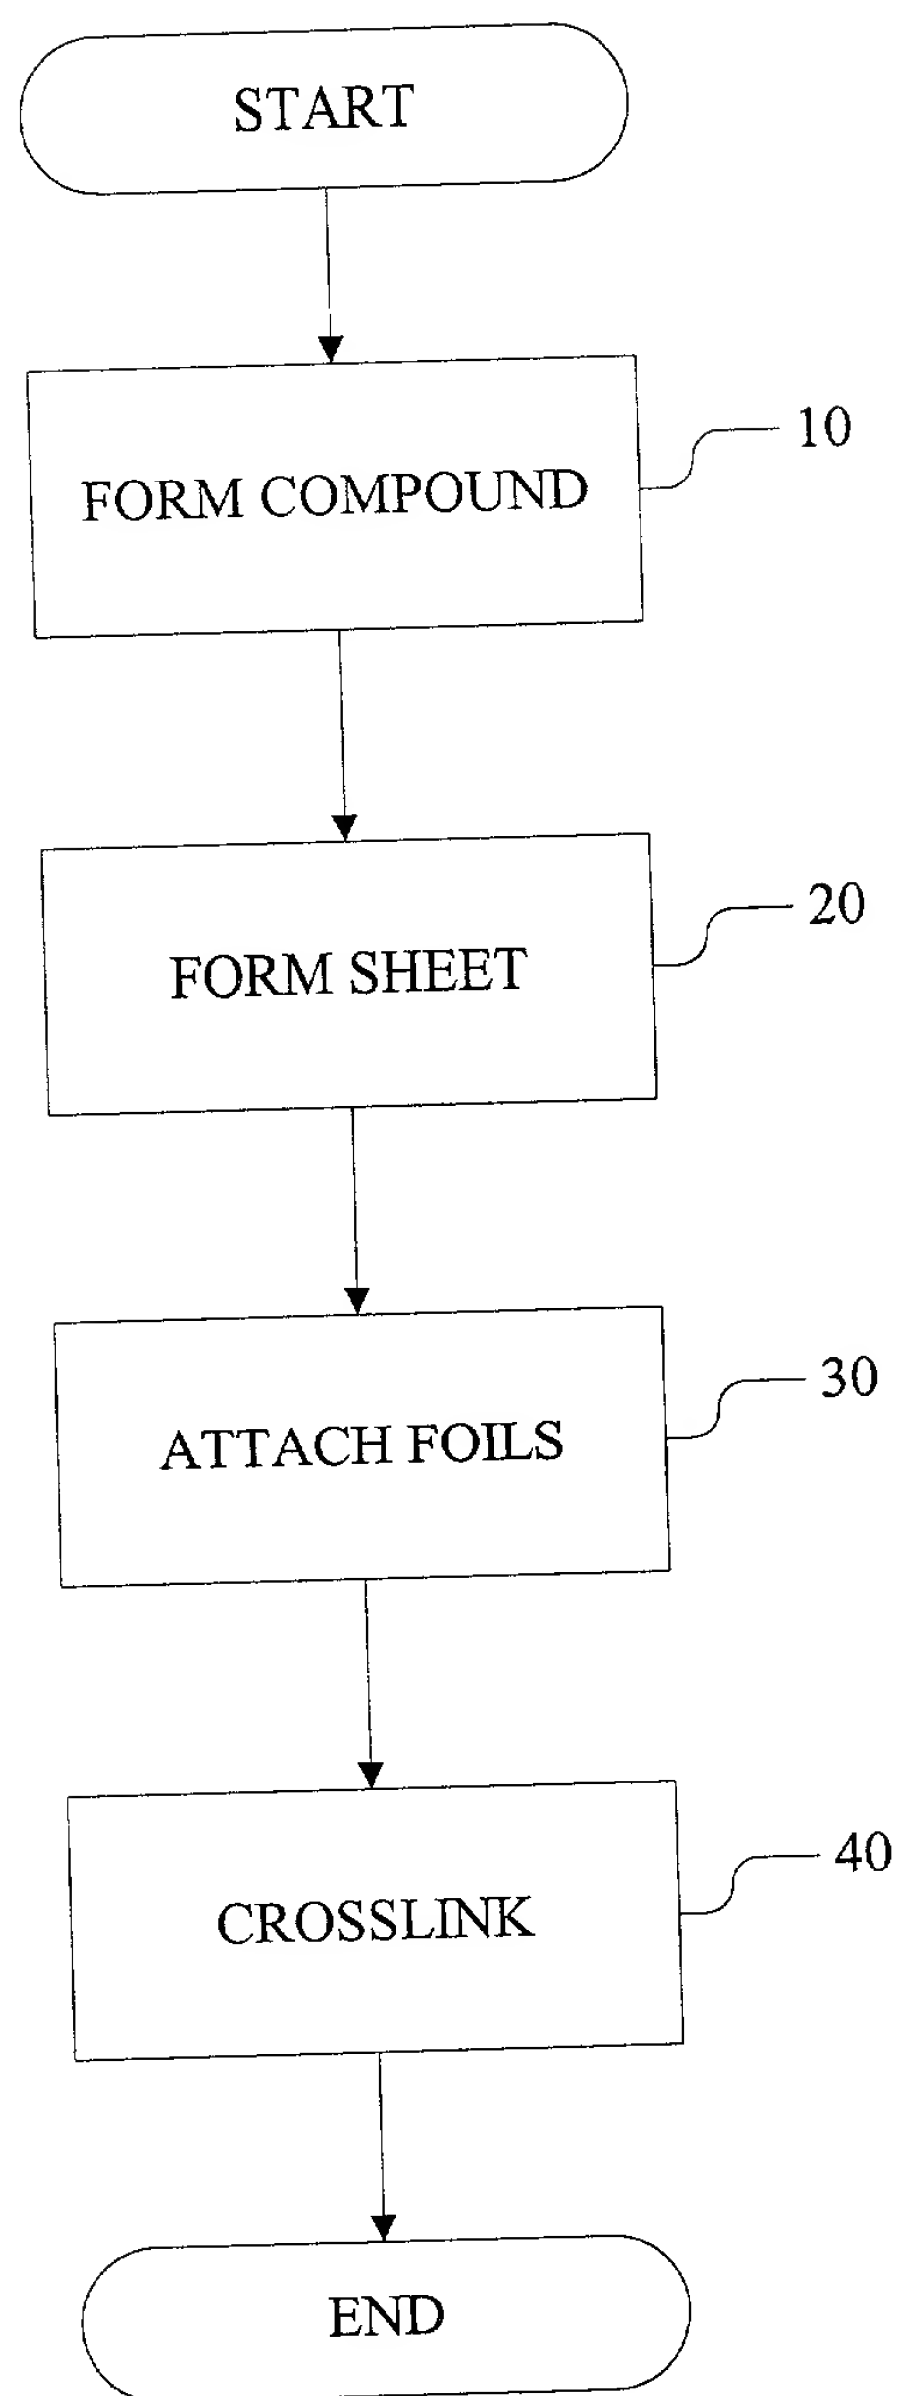 START
FORM COMPOUND
10
FORM SHEET
20
ATTACH FOILS
30
CROSSLINK
40
END